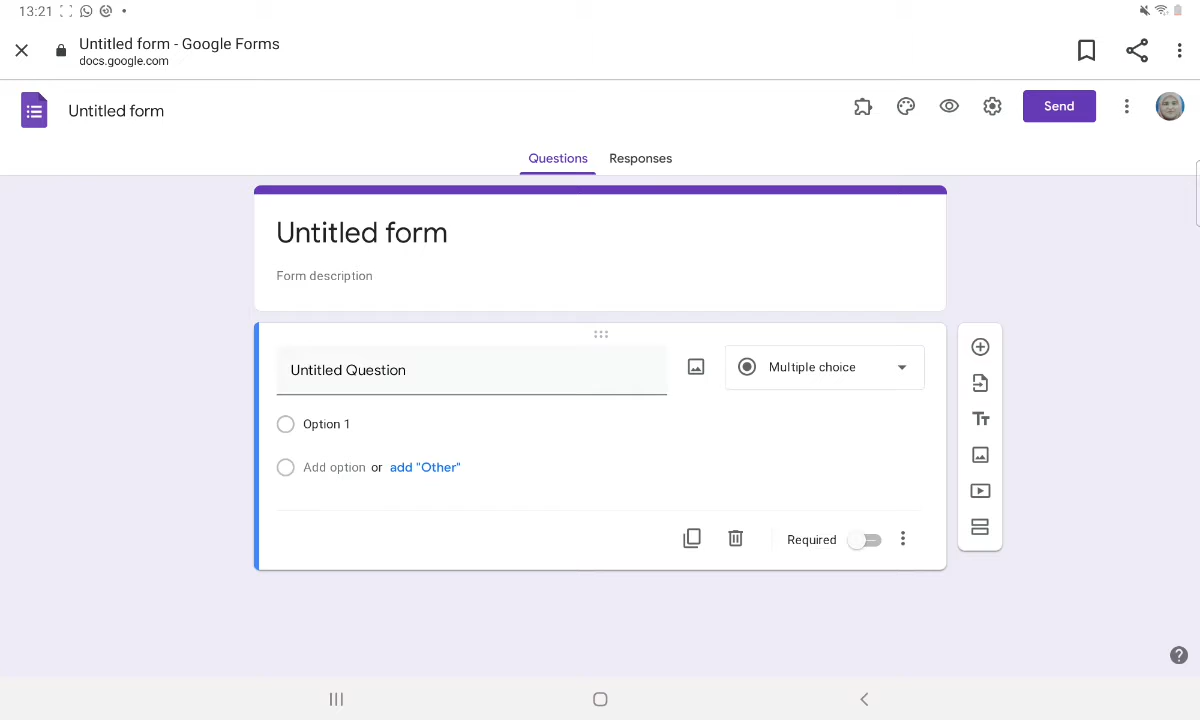 13:21
Untitled form - Google Forms
docs.google.com
Untitled form
Send
Questions Responses
Untitled form
Form description
Untitled Question
Multiple choice
Option 1
Add option or add "Other"
Required